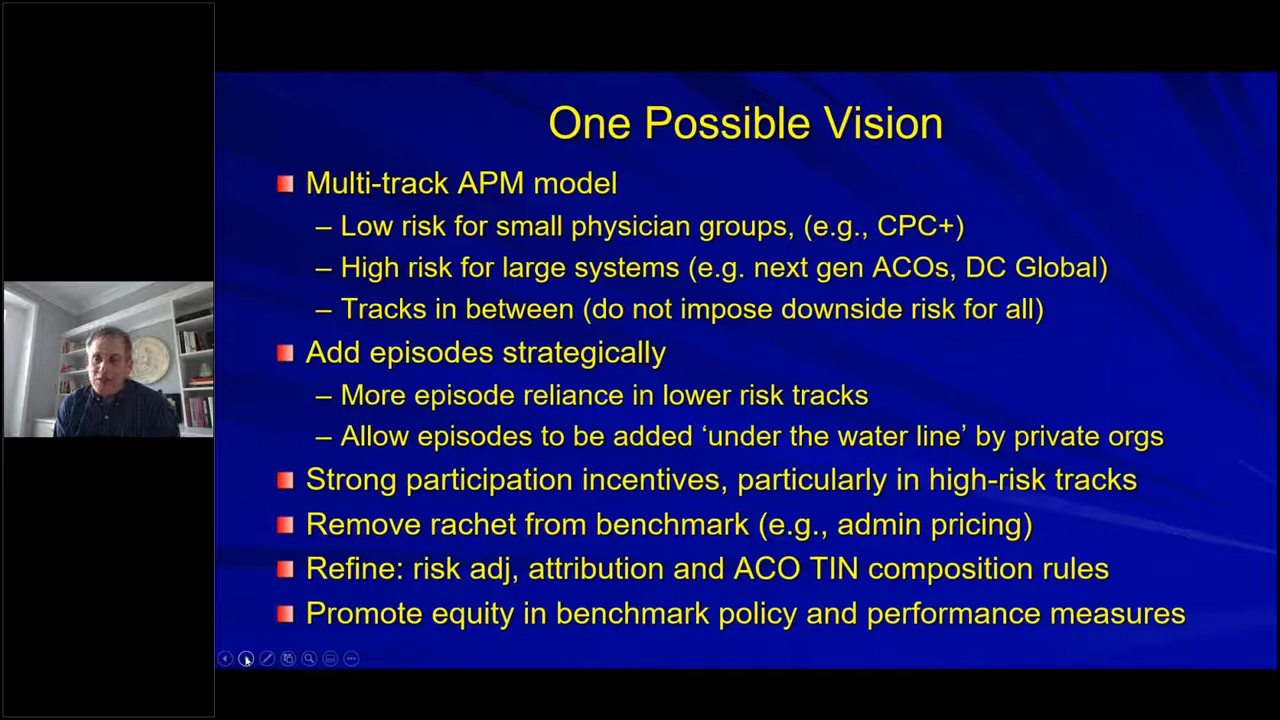 One Possible Vision
Multi-track APM model
– Low risk for small physician groups, (e.g., CPC+)
– High risk for large systems (e.g. next gen ACOs, DC Global)
– Tracks in between (do not impose downside risk for all)
Add episodes strategically
– More episode reliance in lower risk tracks
– Allow episodes to be added ‘under the water line’ by private orgs
Strong participation incentives, particularly in high-risk tracks
Remove rachet from benchmark (e.g., admin pricing)
Refine: risk adj, attribution and ACO TIN composition rules
Promote equity in benchmark policy and performance measures